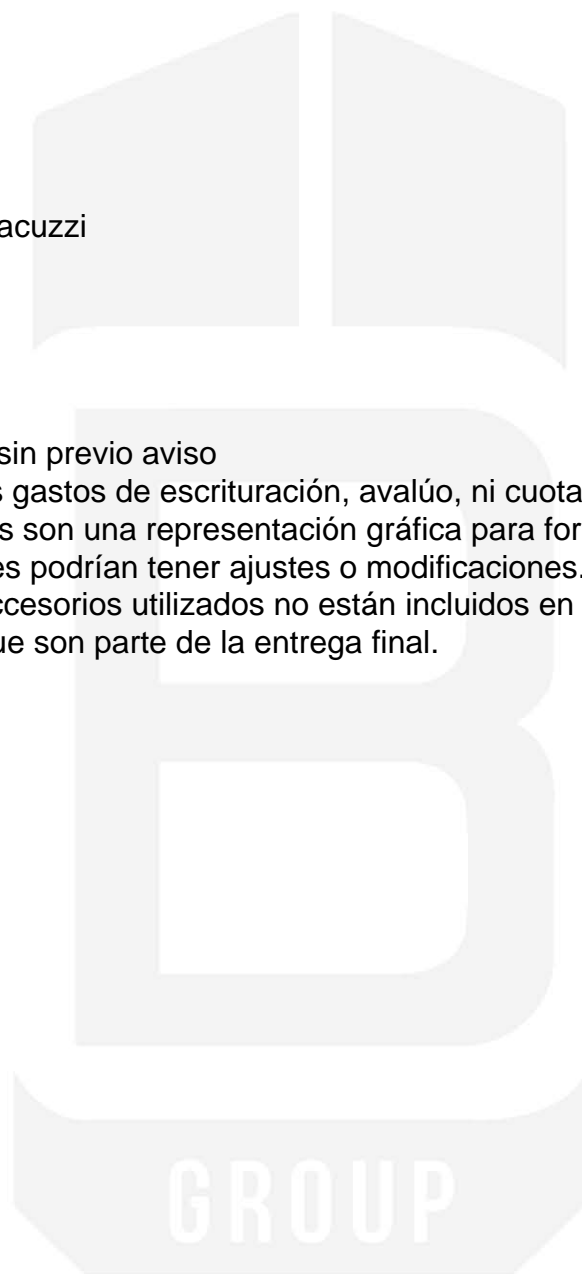 acuzzi
sin previo aviso
s gastos de escrituración, avalúo, ni cuota
s son una representación gráfica para for
es podrían tener ajustes o modificaciones.
ccesorios utilizados no están incluidos en
ue son parte de la entrega final.
B
GROUP